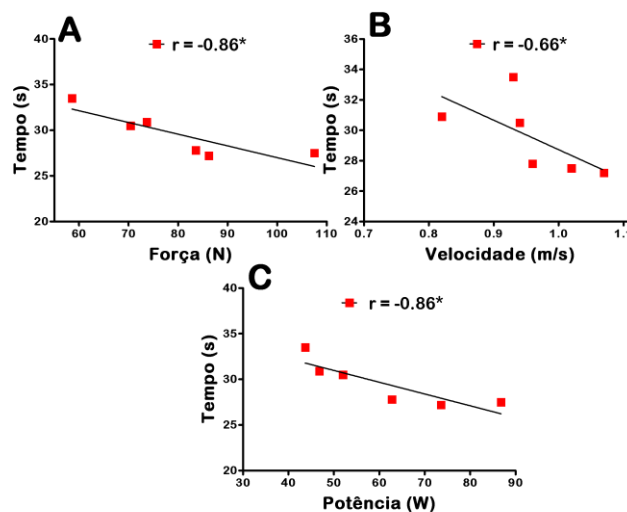 A
r = -0.86*
Tempo (s)
40
35
30
25
20
60
70
80
90
100
110
Força (N)
B
r = -0.66*
Tempo (s)
36
34
32
30
28
26
24
0.7
0.8
0.9
1.0
1.1
Velocidade (m/s)
C
r = -0.86*
Tempo (s)
40
35
30
25
20
30
40
50
60
70
80
90
Potência (W)